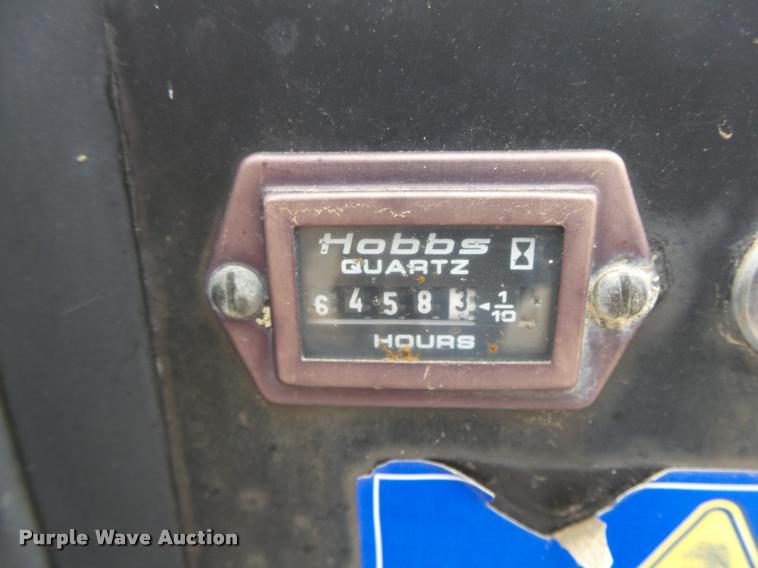 Hobbs
QUARTZ
6 4 5 8 3 ◄ 1/10
HOURS
Purple Wave Auction